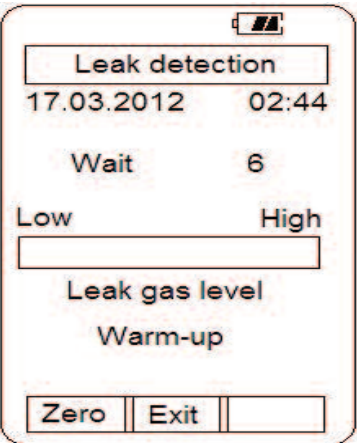 Leak detection
17.03.2012 02:44
Wait 6
Low High
Leak gas level
Warm-up
Zero Exit